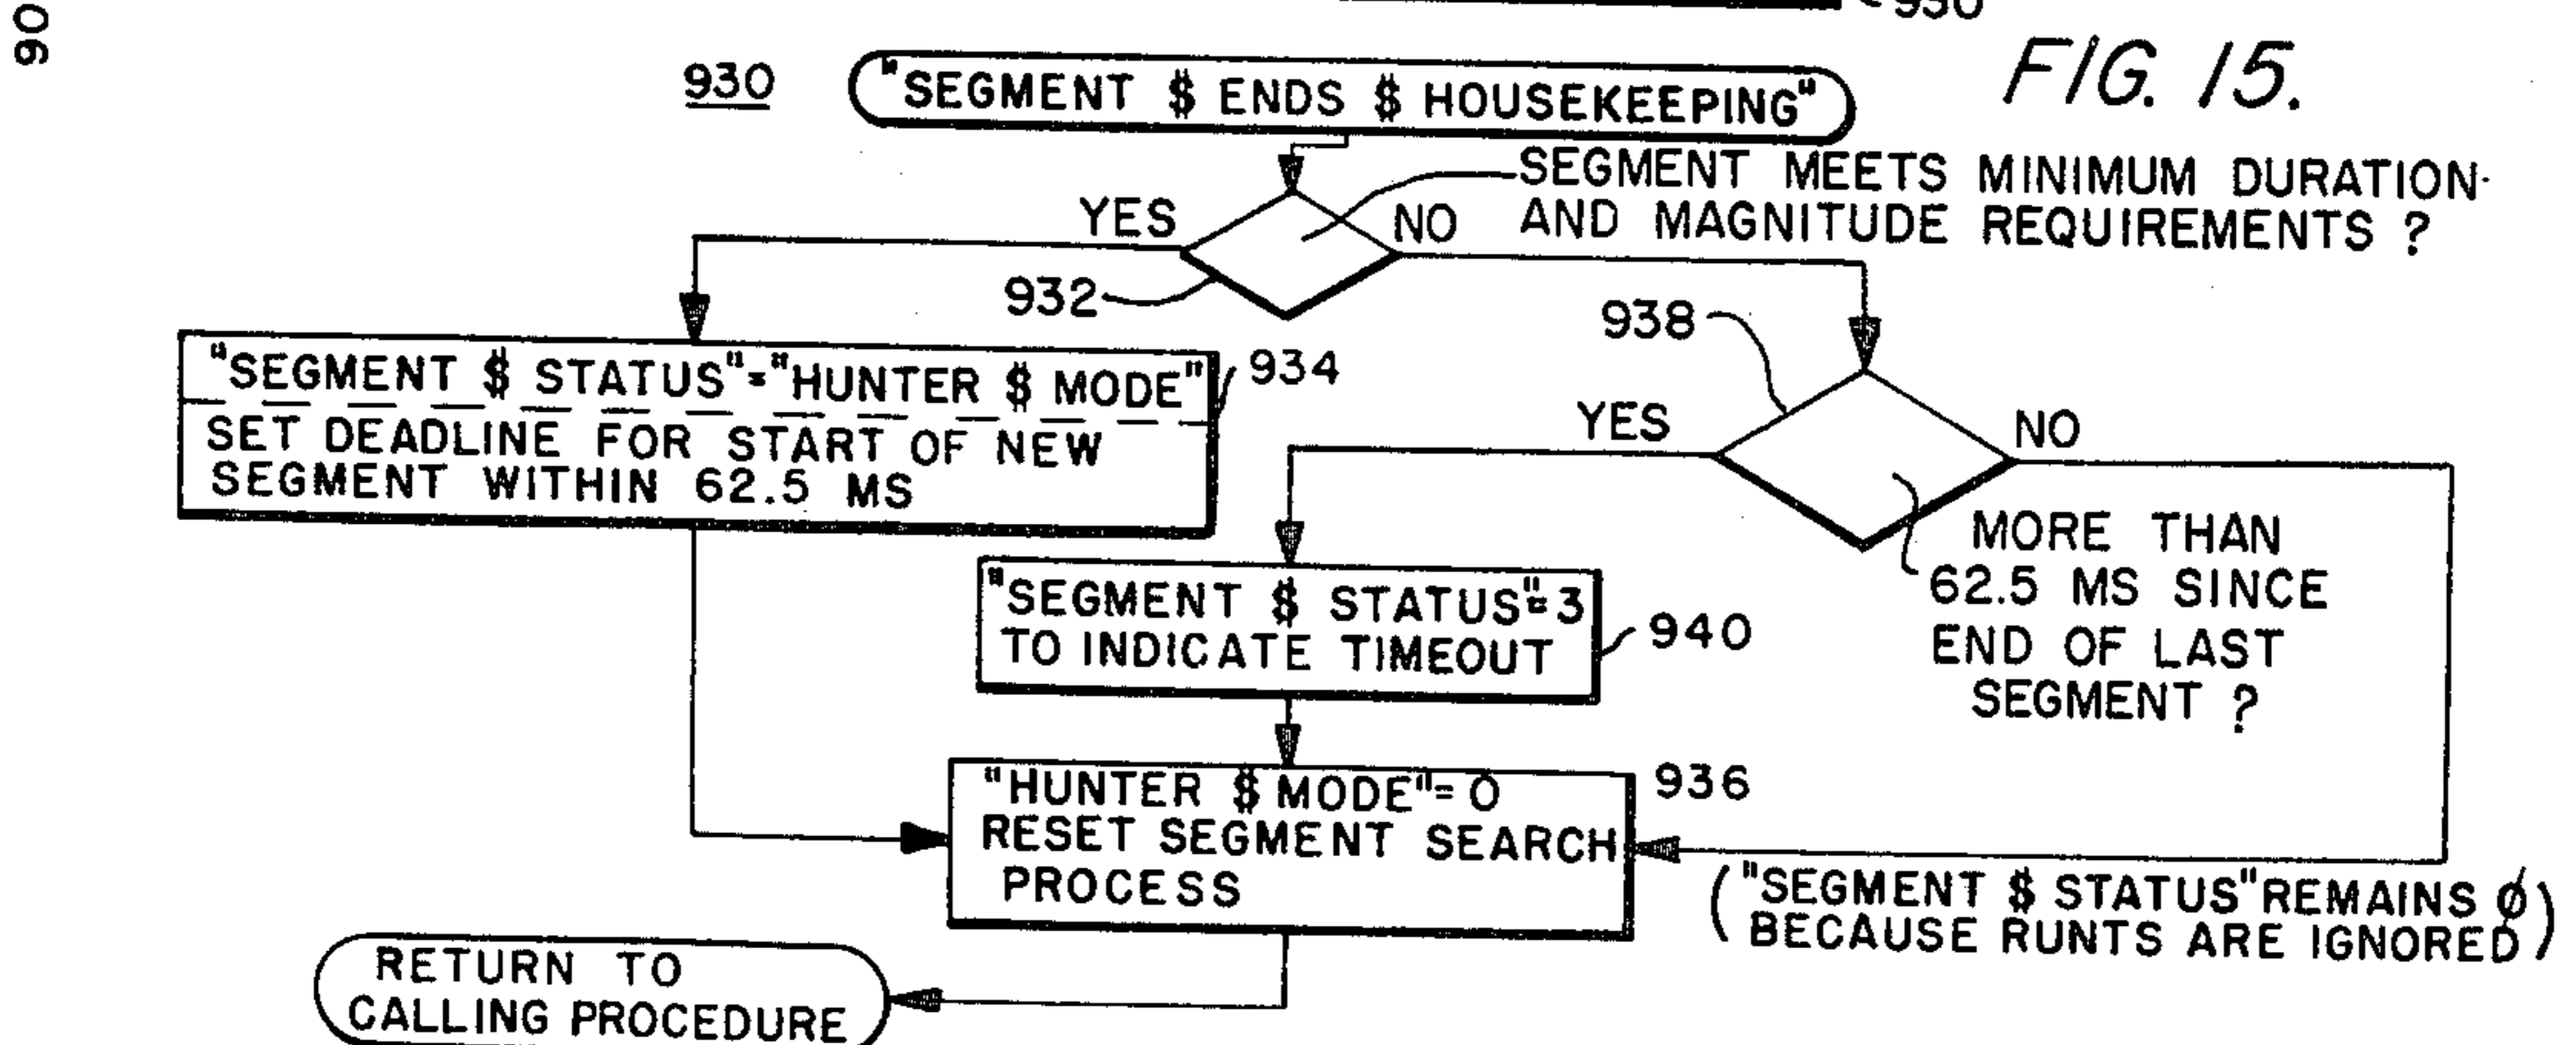 90
930
930
"SEGMENT $ ENDS $ HOUSEKEEPING"
FIG. 15.
SEGMENT MEETS MINIMUM DURATION
AND MAGNITUDE REQUIREMENTS ?
YES
NO
932
938
"SEGMENT $ STATUS"="HUNTER $ MODE"
SET DEADLINE FOR START OF NEW
SEGMENT WITHIN 62.5 MS
934
YES
NO
MORE THAN
62.5 MS SINCE
END OF LAST
SEGMENT ?
"SEGMENT $ STATUS"=3
TO INDICATE TIMEOUT
940
"HUNTER $ MODE"=0
RESET SEGMENT SEARCH
PROCESS
936
("SEGMENT $ STATUS" REMAINS Ø
BECAUSE RUNTS ARE IGNORED)
RETURN TO
CALLING PROCEDURE